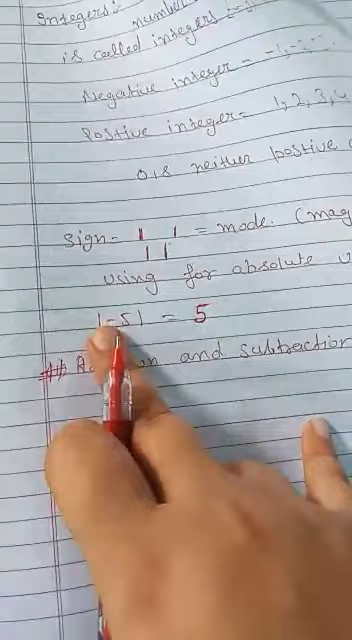 Integers:
number
is called integers
Negative integer = -1,
Postive integer = 1, 2, 3, 4
0 is neither postive
Sign - | | = mode. (mag
| |
using for absolute v
|-5| = 5
## and subtraction